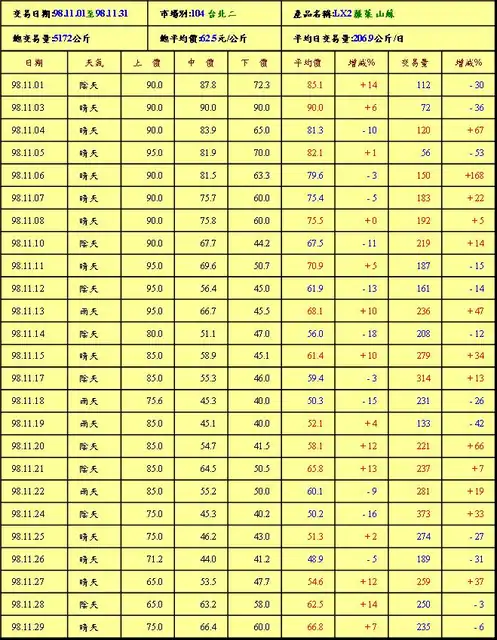 交易日期:98.11.01至98.11.31 市場別:104 台北二 產品名稱:LX2 蕨菜 山蘇
總交易量:5172公斤 總平均價:62.5元/公斤 平均日交易量:206.9公斤/日
日期 天氣 上 價 中 價 下 價 平均價 增減% 交易量 增減%
98.11.01 陰天 90.0 87.8 72.3 85.1 +14 112 - 30
98.11.03 晴天 90.0 90.0 90.0 90.0 + 6 72 - 36
98.11.04 晴天 90.0 83.9 65.0 81.3 - 10 120 + 67
98.11.05 晴天 95.0 81.9 70.0 82.1 + 1 56 - 53
98.11.06 晴天 90.0 81.5 63.3 79.6 - 3 150 +168
98.11.07 晴天 90.0 75.7 60.0 75.4 - 5 183 + 22
98.11.08 晴天 90.0 75.8 60.0 75.5 + 0 192 + 5
98.11.10 陰天 90.0 67.7 44.2 67.5 - 11 219 + 14
98.11.11 晴天 95.0 69.6 50.7 70.9 + 5 187 - 15
98.11.12 陰天 95.0 56.4 45.0 61.9 - 13 161 - 14
98.11.13 雨天 95.0 66.7 45.5 68.1 + 10 236 + 47
98.11.14 陰天 80.0 51.1 47.0 56.0 - 18 208 - 12
98.11.15 晴天 85.0 58.9 45.1 61.4 + 10 279 + 34
98.11.17 陰天 85.0 55.3 46.0 59.4 - 3 314 + 13
98.11.18 雨天 75.6 45.3 40.0 50.3 - 15 231 - 26
98.11.19 雨天 85.0 45.1 40.0 52.1 + 4 133 - 42
98.11.20 陰天 85.0 54.7 41.5 58.1 + 12 221 + 66
98.11.21 陰天 85.0 64.5 50.5 65.8 + 13 237 + 7
98.11.22 雨天 85.0 55.2 50.0 60.1 - 9 281 + 19
98.11.24 陰天 75.0 45.3 40.2 50.2 - 16 373 + 33
98.11.25 晴天 75.0 46.2 43.0 51.3 + 2 274 - 27
98.11.26 晴天 71.2 44.0 41.2 48.9 - 5 189 - 31
98.11.27 晴天 65.0 53.5 47.7 54.6 + 12 259 + 37
98.11.28 陰天 65.0 63.2 58.0 62.5 + 14 250 - 3
98.11.29 晴天 75.0 66.4 60.0 66.8 + 7 235 - 6